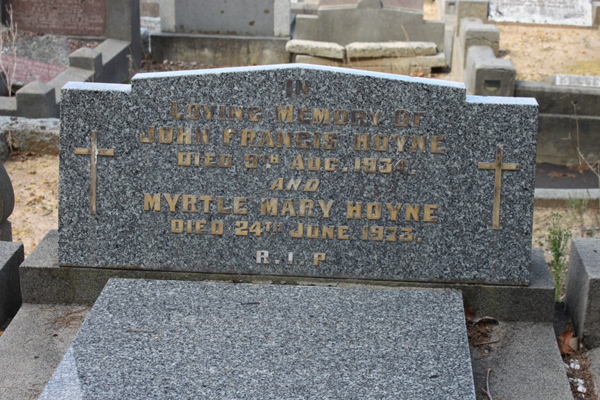 IN
LOVING MEMORY OF
JOHN FRANCIS HOYNE
DIED 9TH AUG. 1934.
AND
MYRTLE MARY HOYNE
DIED 24TH JUNE 1973.
R.I.P